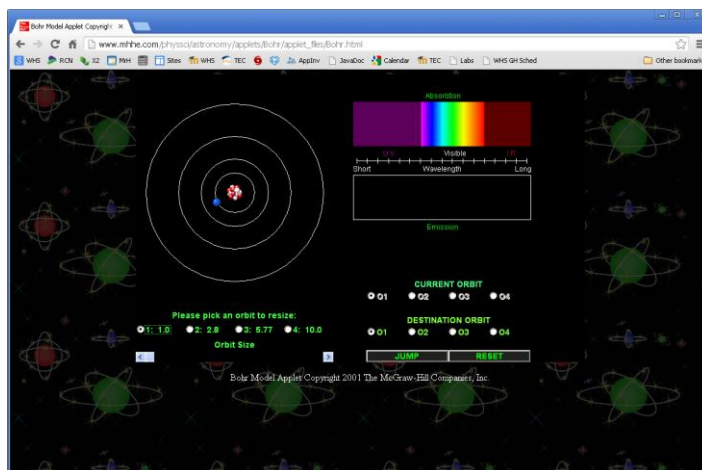 Bohr Model Applet Copyright
www.mhhe.com/physsci/astronomy/applets/Bohr/applet_files/Bohr.html
WHS RCN X2 MrH Sites WHS TEC AppInv JavaDoc Calendar TEC Labs WHS GH Sched Other bookmarks
Absorption
U.V. Visible I.R.
Short Wavelength Long
Emission
CURRENT ORBIT
O1 O2 O3 O4
Please pick an orbit to resize:
1: 1.0 2: 2.8 3: 5.77 4: 10.0
Orbit Size
DESTINATION ORBIT
O1 O2 O3 O4
JUMP RESET
Bohr Model Applet Copyright 2001 The McGraw-Hill Companies, Inc.